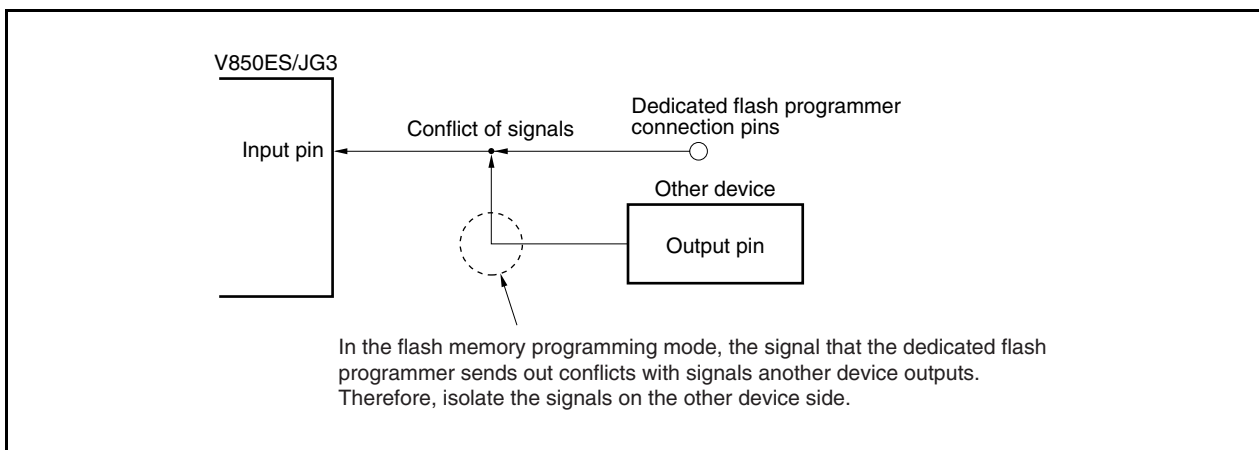 V850ES/JG3
Dedicated flash programmer
connection pins
Conflict of signals
Input pin
Other device
Output pin
In the flash memory programming mode, the signal that the dedicated flash
programmer sends out conflicts with signals another device outputs.
Therefore, isolate the signals on the other device side.